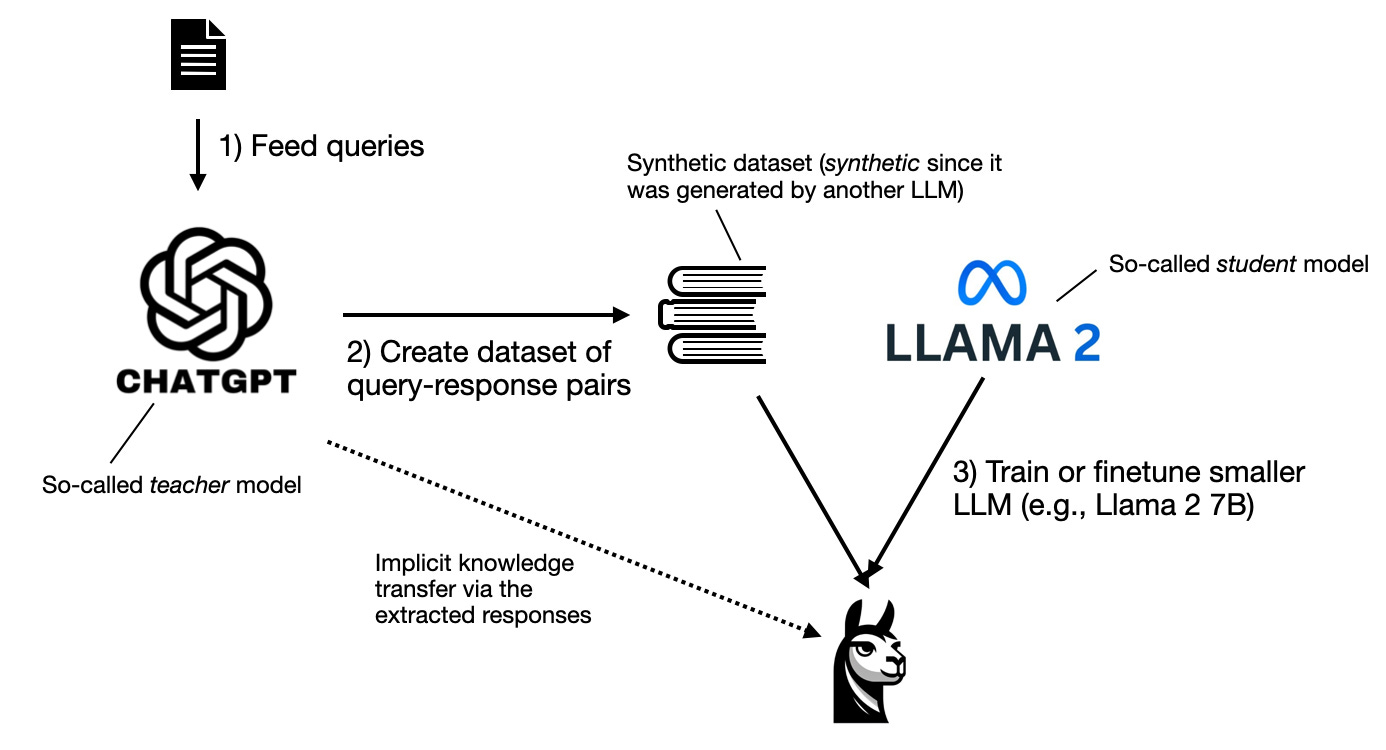 1) Feed queries
Synthetic dataset (synthetic since it
was generated by another LLM)
So-called student model
LLAMA 2
CHATGPT
2) Create dataset of
query-response pairs
So-called teacher model
3) Train or finetune smaller
LLM (e.g., Llama 2 7B)
Implicit knowledge
transfer via the
extracted responses